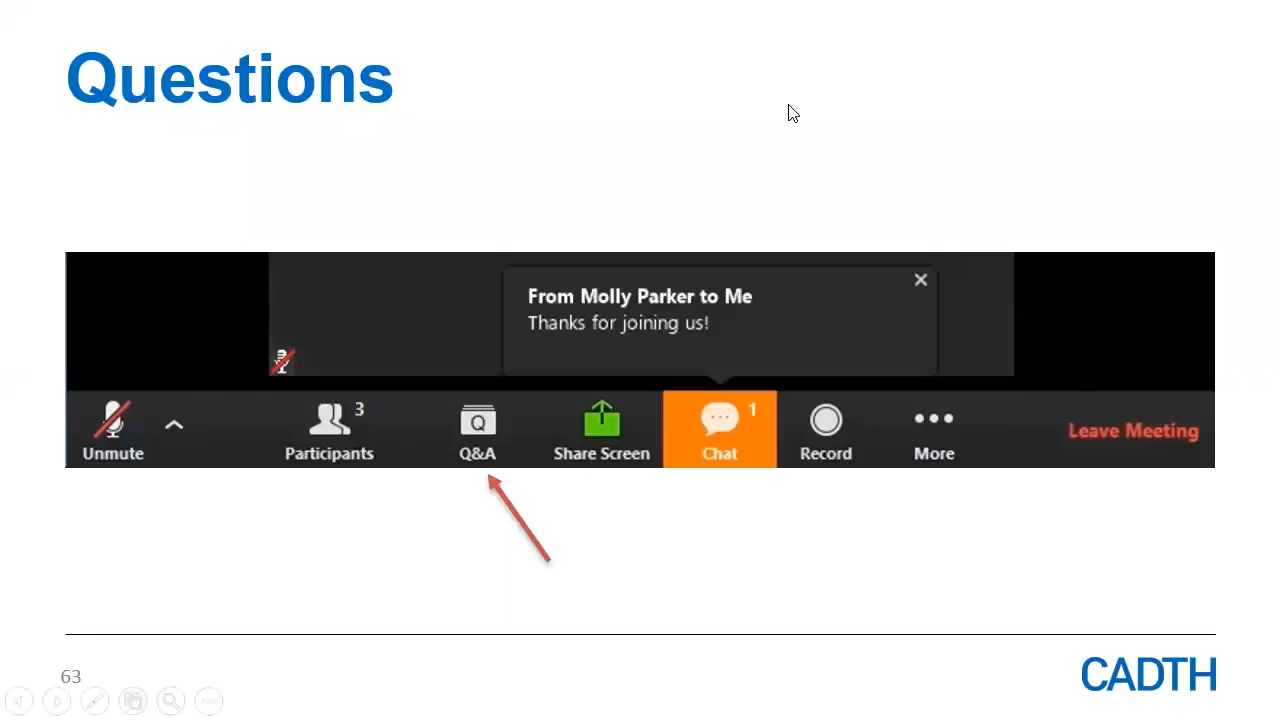 Questions
From Molly Parker to Me
Thanks for joining us!
3
Q
1
Unmute
Participants
Q&A
Share Screen
Chat
Record
More
Leave Meeting
63
CADTH